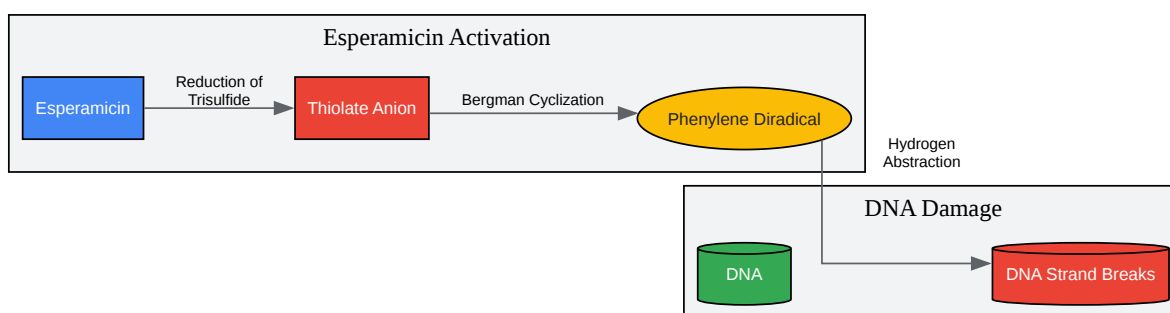 Esperamicin Activation
Esperamicin
Reduction of
Trisulfide
Thiolate Anion
Bergman Cyclization
Phenylene Diradical
Hydrogen
Abstraction
DNA Damage
DNA
DNA Strand Breaks